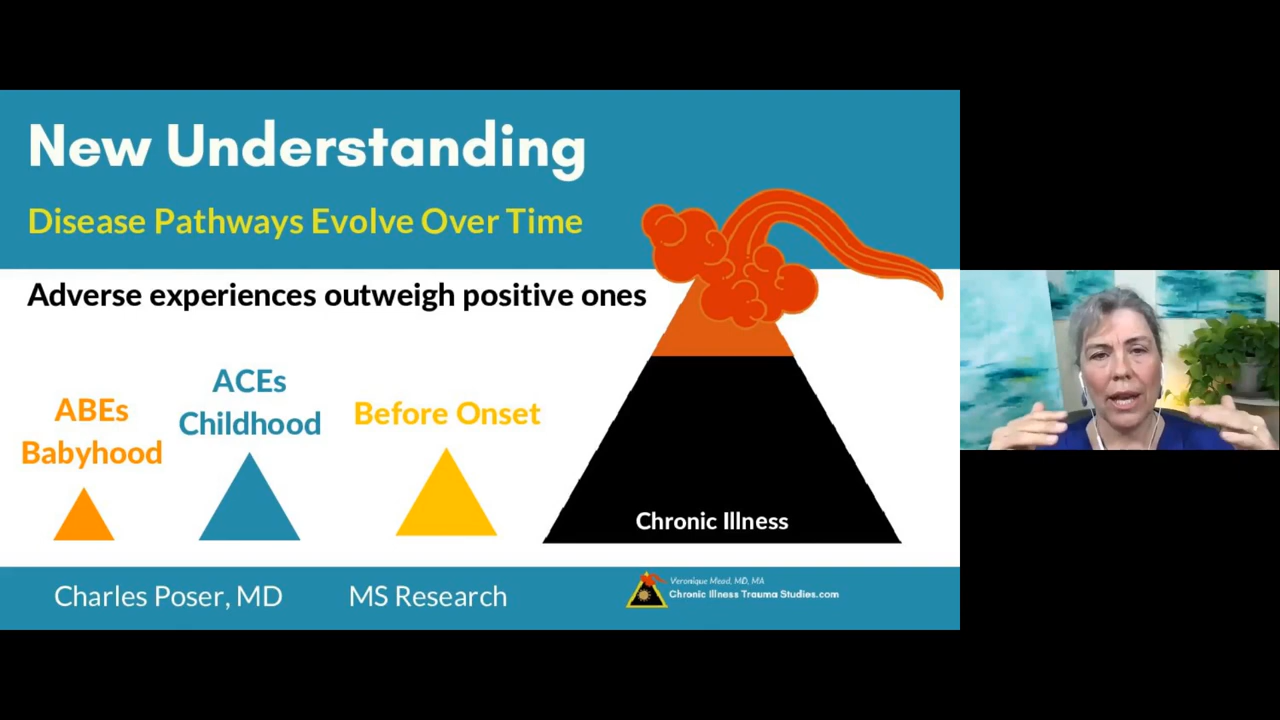 New Understanding
Disease Pathways Evolve Over Time
Adverse experiences outweigh positive ones
ABEs
Babyhood
ACEs
Childhood
Before Onset
Chronic Illness
Charles Poser, MD
MS Research
Veronique Mead, MD, MA
Chronic Illness Trauma Studies.com